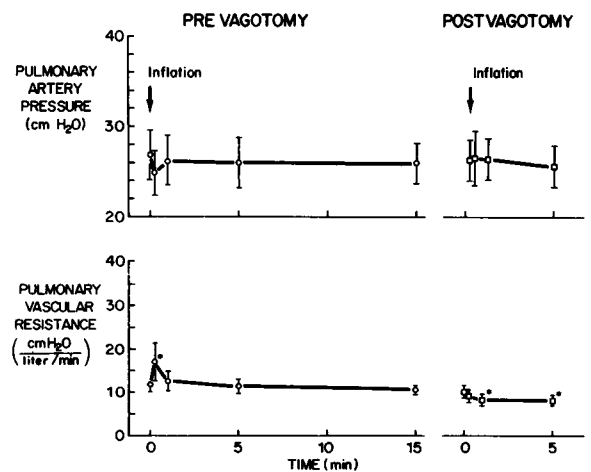 PRE VAGOTOMY
POSTVAGOTOMY
PULMONARY
ARTERY
PRESSURE
(cm H2O)
40
30
20
Inflation
Inflation
PULMONARY
VASCULAR
RESISTANCE
(cmH2O
liter/min)
40
30
20
10
0
*
*
*
0
5
10
15
0
5
TIME (min)